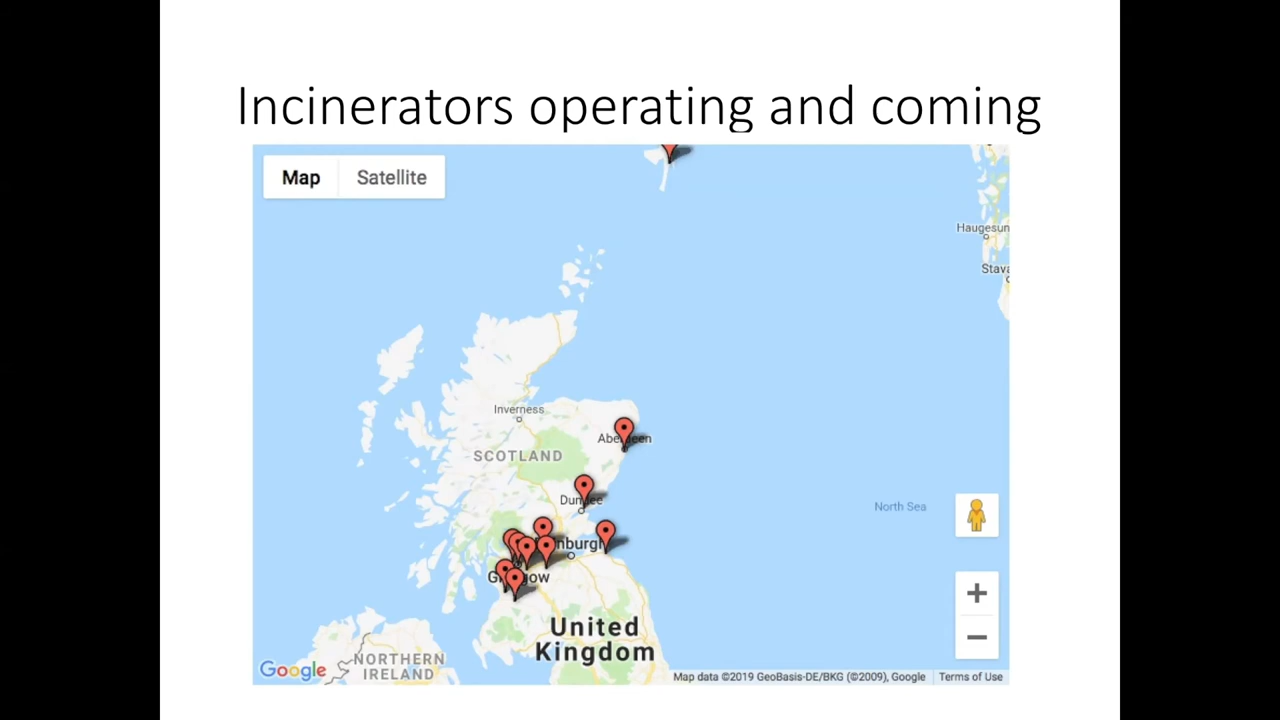 Incinerators operating and coming
Map Satellite
Haugesun
Stava
Inverness
SCOTLAND
North Sea
United
Kingdom
NORTHERN
IRELAND
Google
Map data ©2019 GeoBasis-DE/BKG (©2009), Google Terms of Use